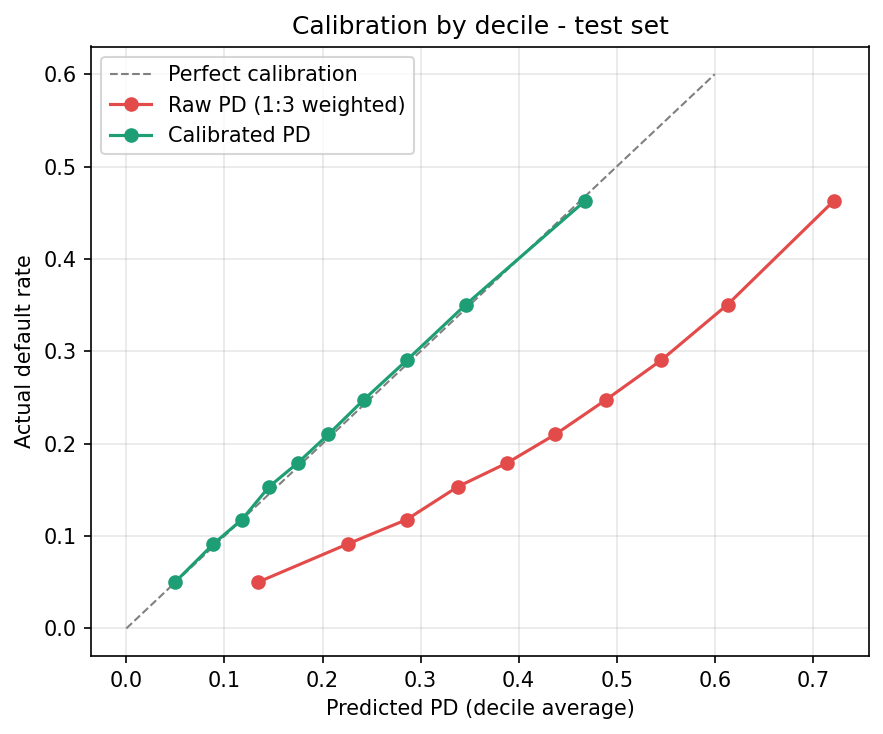 Calibration by decile - test set
Perfect calibration
Raw PD (1:3 weighted)
Calibrated PD
Actual default rate
0.6
0.5
0.4
0.3
0.2
0.1
0.0
0.0 0.1 0.2 0.3 0.4 0.5 0.6 0.7
Predicted PD (decile average)